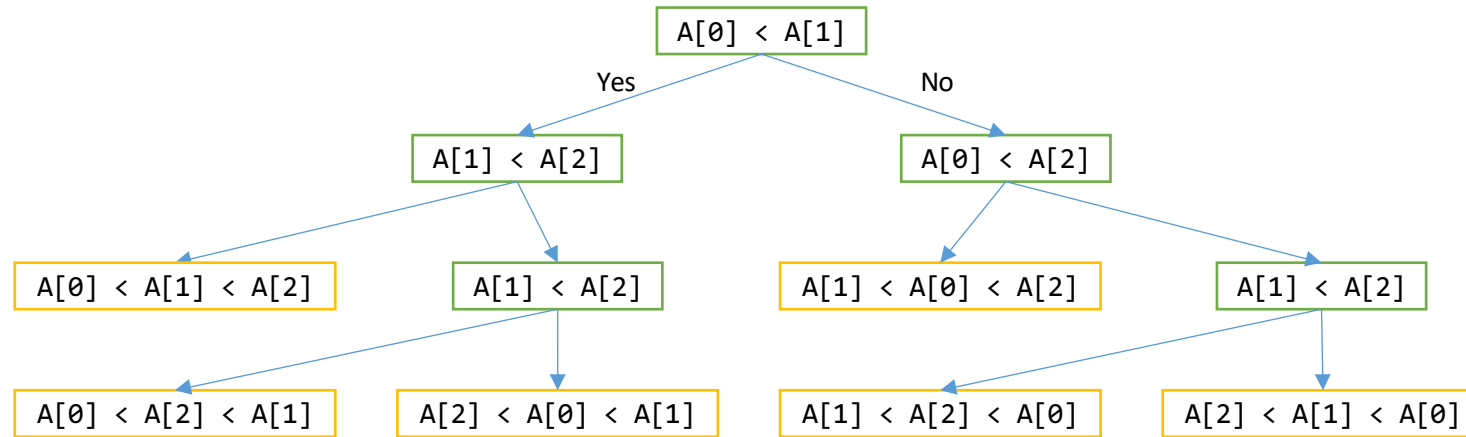 A[0] < A[1]
Yes
No
A[1] < A[2]
A[0] < A[2]
A[0] < A[1] < A[2]
A[1] < A[2]
A[1] < A[0] < A[2]
A[1] < A[2]
A[0] < A[2] < A[1]
A[2] < A[0] < A[1]
A[1] < A[2] < A[0]
A[2] < A[1] < A[0]